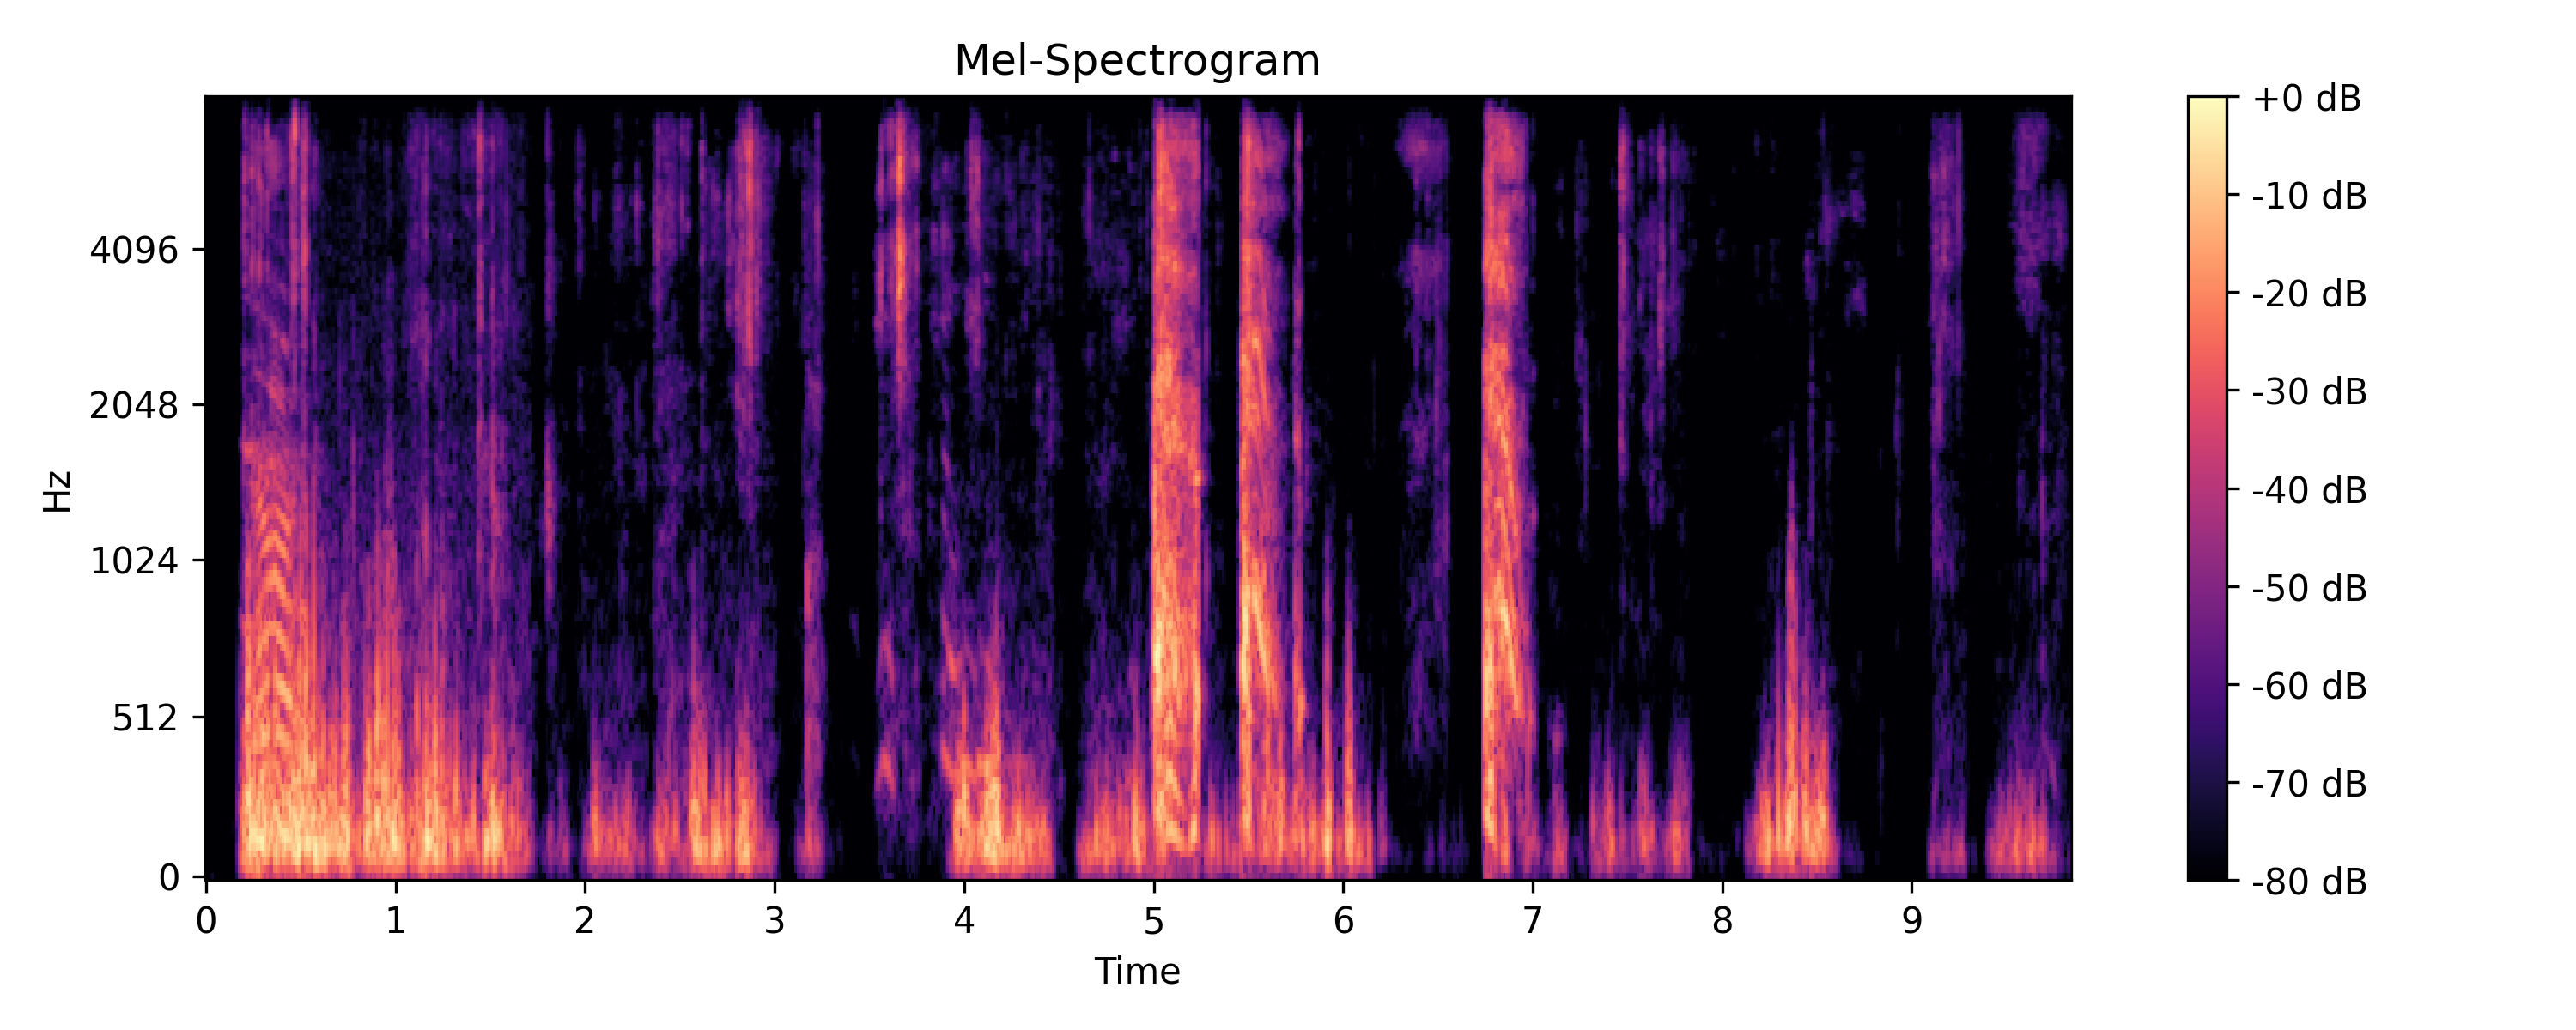 Mel-Spectrogram
+0 dB
-10 dB
-20 dB
-30 dB
-40 dB
-50 dB
-60 dB
-70 dB
-80 dB
Hz
4096
2048
1024
512
0
0 1 2 3 4 5 6 7 8 9
Time